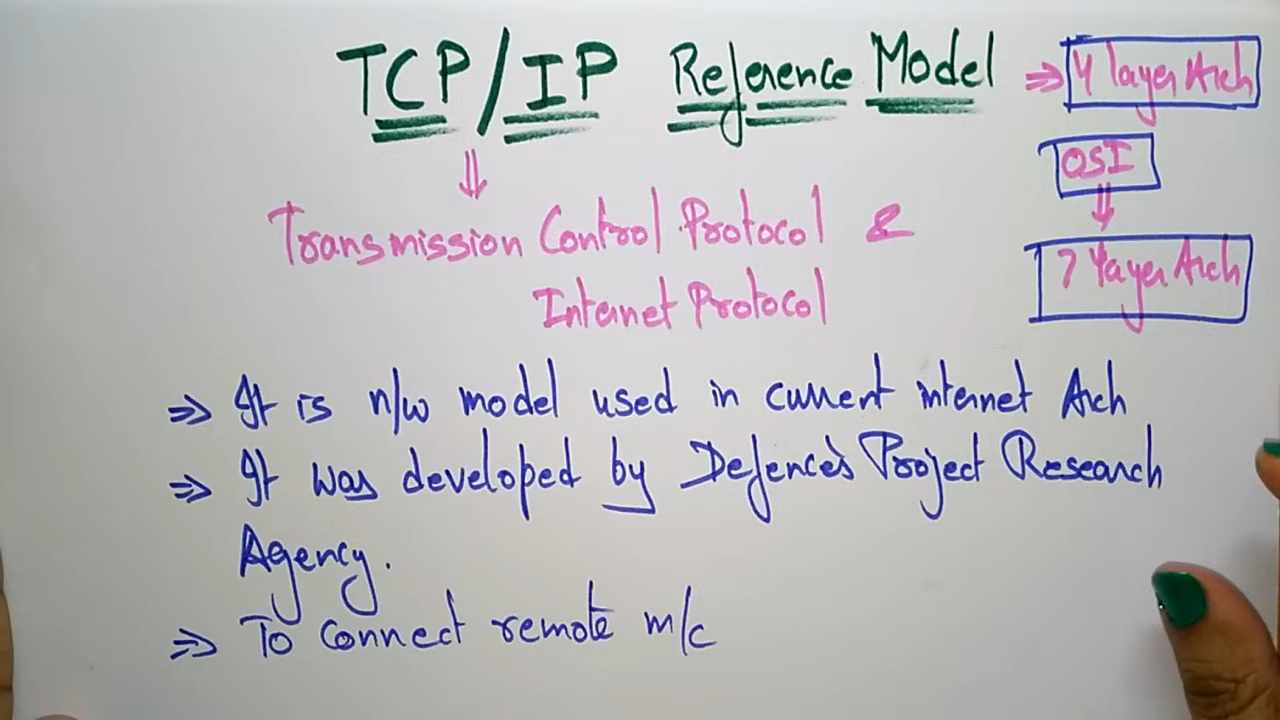 TCP/IP Reference Model ⇒ 4 layer Arch
OSI
⇓
⇓
Transmission Control Protocol &
Internet Protocol
7 layer Arch
⇒ It is n/w model used in current internet Arch
⇒ It was developed by Defence's Project Research
Agency.
⇒ To connect remote m/c